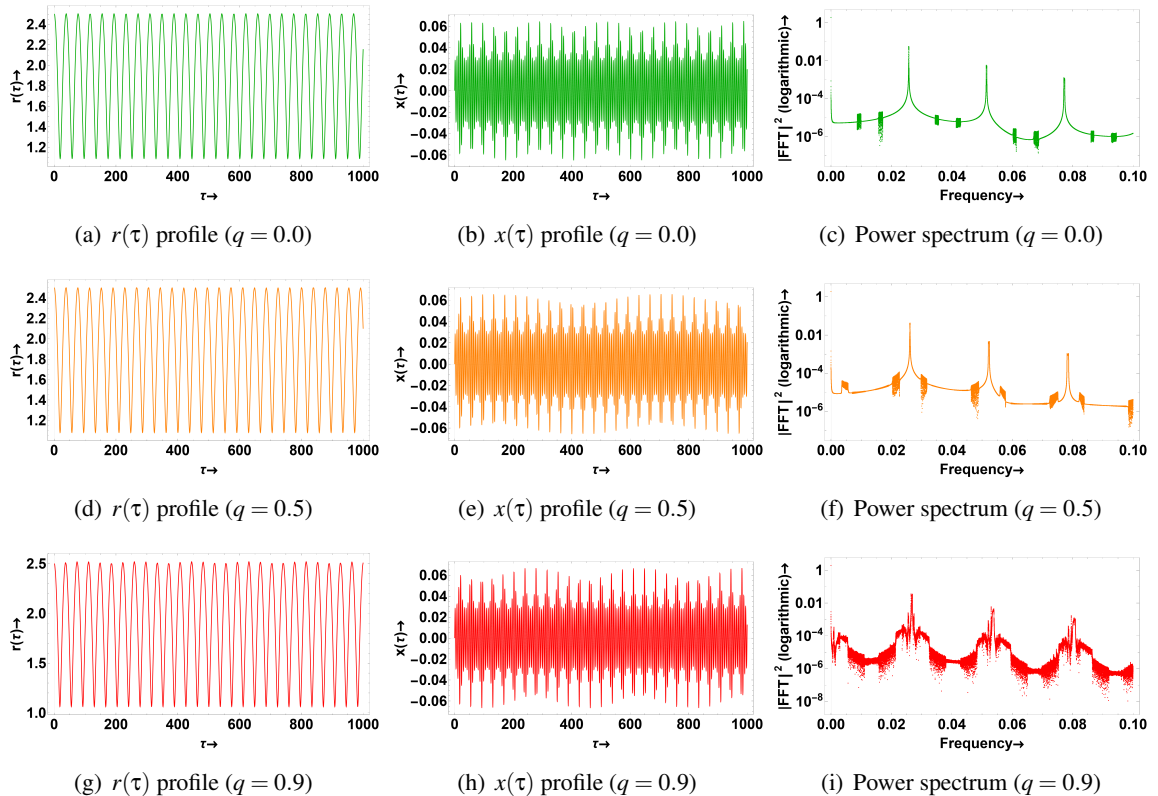 2.4
2.2
2.0
1.8
1.6
1.4
1.2
r(τ)→
0 200 400 600 800 1000
τ→
(a) r(τ) profile (q = 0.0)
0.06
0.04
0.02
0.00
−0.02
−0.04
−0.06
x(τ)→
0 200 400 600 800 1000
τ→
(b) x(τ) profile (q = 0.0)
1
0.01
10⁻⁴
10⁻⁶
|FFT|² (logarithmic)→
0.00 0.02 0.04 0.06 0.08 0.10
Frequency→
(c) Power spectrum (q = 0.0)
2.4
2.2
2.0
1.8
1.6
1.4
1.2
r(τ)→
0 200 400 600 800 1000
τ→
(d) r(τ) profile (q = 0.5)
0.06
0.04
0.02
0.00
−0.02
−0.04
−0.06
x(τ)→
0 200 400 600 800 1000
τ→
(e) x(τ) profile (q = 0.5)
1
0.01
10⁻⁴
10⁻⁶
|FFT|² (logarithmic)→
0.00 0.02 0.04 0.06 0.08 0.10
Frequency→
(f) Power spectrum (q = 0.5)
2.5
2.0
1.5
1.0
r(τ)→
0 200 400 600 800 1000
τ→
(g) r(τ) profile (q = 0.9)
0.06
0.04
0.02
0.00
−0.02
−0.04
−0.06
x(τ)→
0 200 400 600 800 1000
τ→
(h) x(τ) profile (q = 0.9)
1
0.01
10⁻⁴
10⁻⁶
10⁻⁸
|FFT|² (logarithmic)→
0.00 0.02 0.04 0.06 0.08 0.10
Frequency→
(i) Power spectrum (q = 0.9)